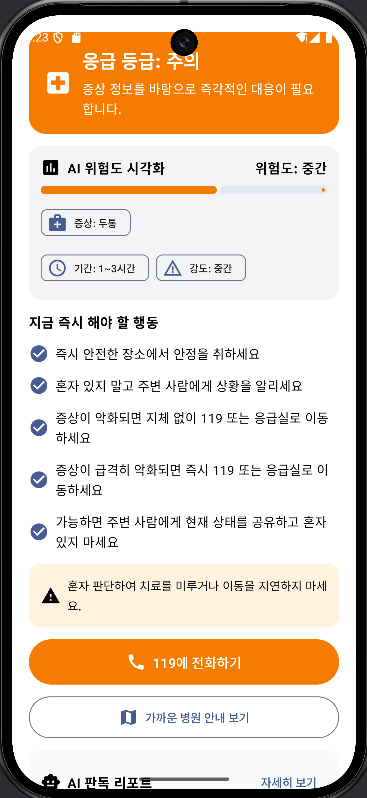 :23
응급 등급: 주의
증상 정보를 바탕으로 즉각적인 대응이 필요
합니다.
AI 위험도 시각화
위험도: 중간
증상: 두통
기간: 1~3시간
강도: 중간
지금 즉시 해야 할 행동
즉시 안전한 장소에서 안정을 취하세요
혼자 있지 말고 주변 사람에게 상황을 알리세요
증상이 악화되면 지체 없이 119 또는 응급실로 이동
하세요
증상이 급격히 악화되면 즉시 119 또는 응급실로 이
동하세요
가능하면 주변 사람에게 현재 상태를 공유하고 혼자
있지 마세요
혼자 판단하여 치료를 미루거나 이동을 지연하지 마세
요.
119에 전화하기
가까운 병원 안내 보기
AI 판독 리포트
자세히 보기